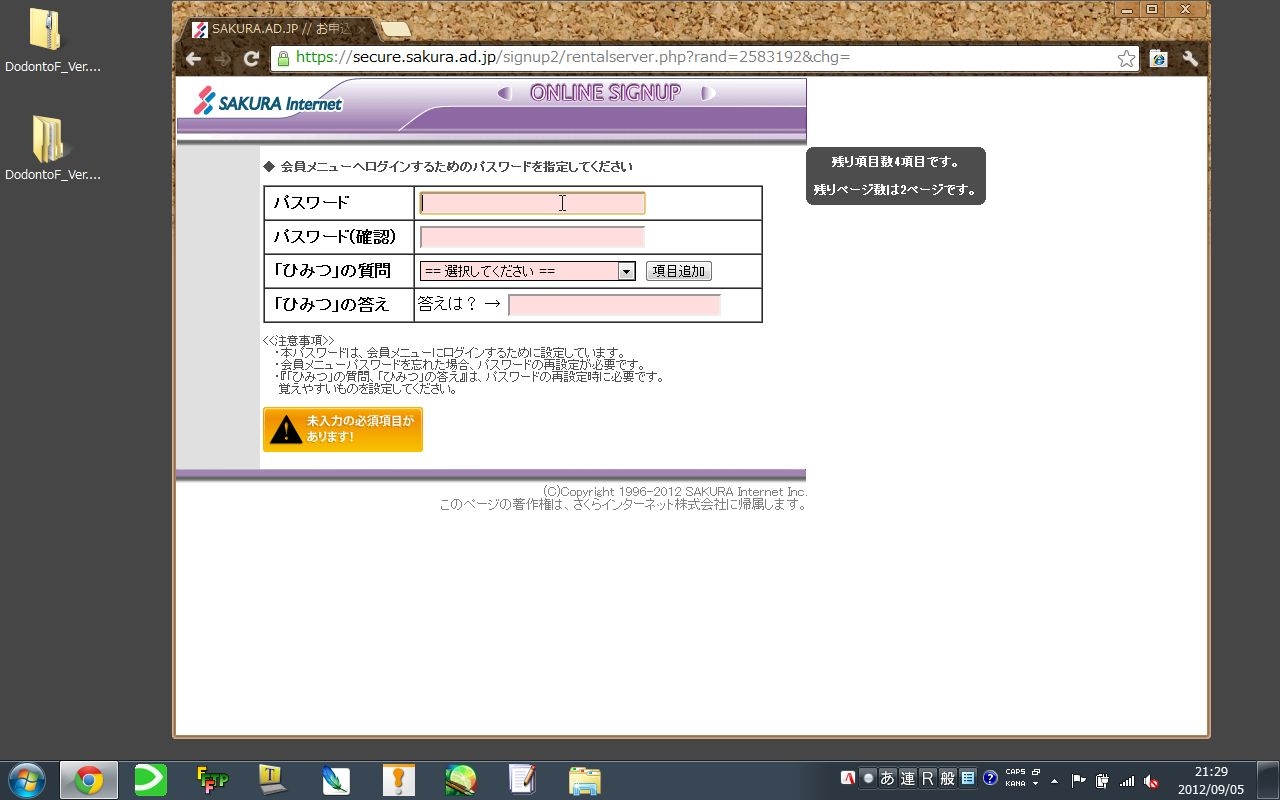 DodontoF_Ver....
DodontoF_Ver....
SAKURA.AD.JP // お申込
https://secure.sakura.ad.jp/signup2/rentalserver.php?rand=2583192&chg=
SAKURA Internet
ONLINE SIGNUP
◆ 会員メニューへログインするためのパスワードを指定してください
残り項目数4項目です。
残りページ数は2ページです。
パスワード
パスワード(確認)
「ひみつ」の質問
== 選択してください ==
項目追加
「ひみつ」の答え
答えは? →
<<注意事項>>
・本パスワードは、会員メニューにログインするために設定しています。
・会員メニューパスワードを忘れた場合、パスワードの再設定が必要です。
・『「ひみつ」の質問、「ひみつ」の答え』は、パスワードの再設定時に必要です。
覚えやすいものを設定してください。
未入力の必須項目が
あります!
(C)Copyright 1996-2012 SAKURA Internet Inc.
このページの著作権は、さくらインターネット株式会社に帰属します。
FFTP
T
A
あ 連 R 般
CAPS
KANA
21:29
2012/09/05